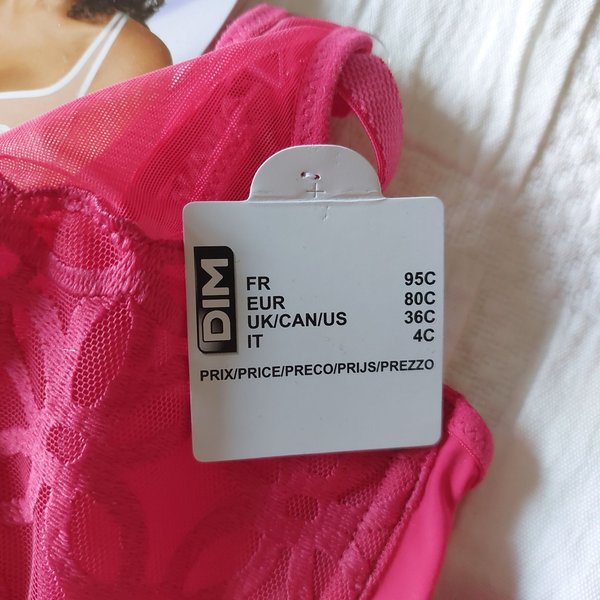 DIM
FR 95C
EUR 80C
UK/CAN/US 36C
IT 4C
PRIX/PRICE/PRECO/PRIJS/PREZZO